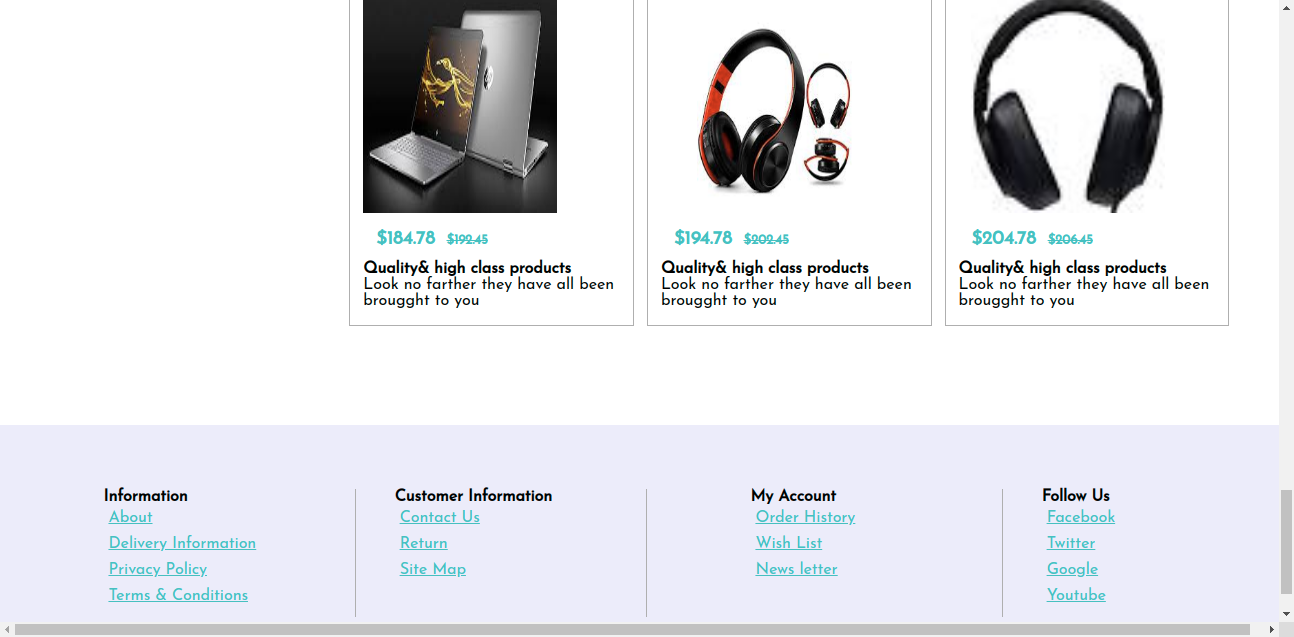 $184.78 $192.45
Quality& high class products
Look no farther they have all been
brougght to you
$194.78 $202.45
Quality& high class products
Look no farther they have all been
brougght to you
$204.78 $206.45
Quality& high class products
Look no farther they have all been
brougght to you
Information
About
Delivery Information
Privacy Policy
Terms & Conditions
Customer Information
Contact Us
Return
Site Map
My Account
Order History
Wish List
News letter
Follow Us
Facebook
Twitter
Google
Youtube